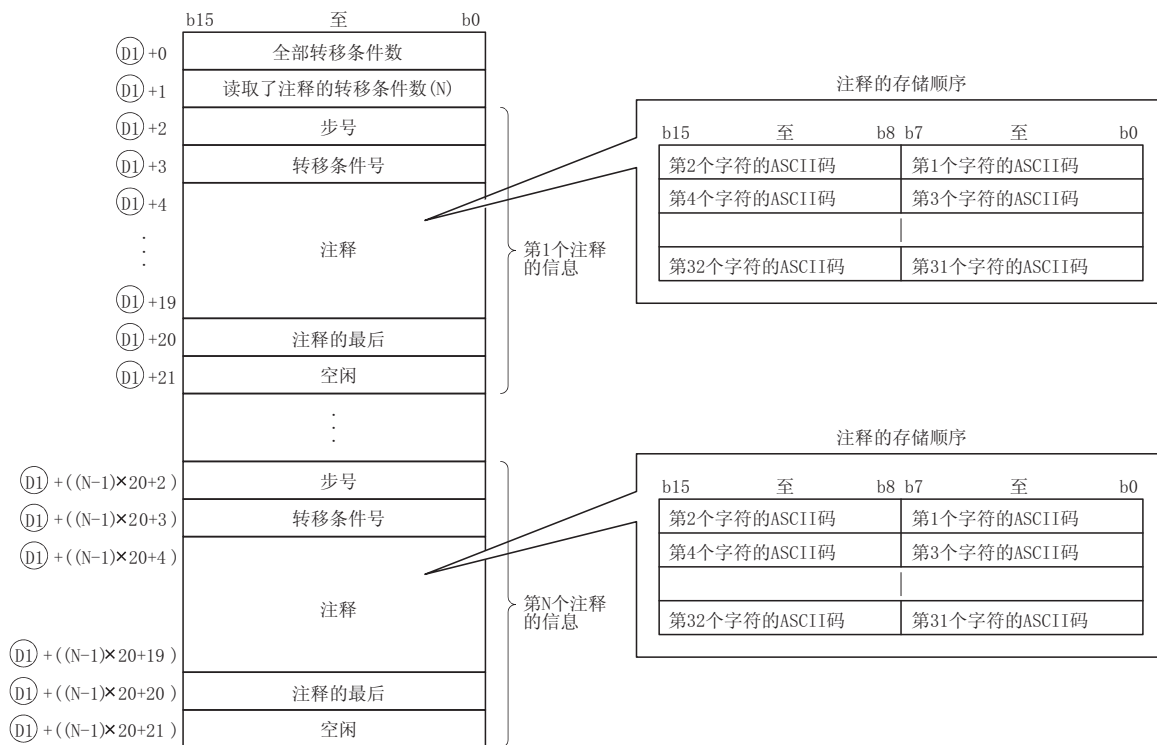 b15 至 b0
D1 +0 全部转移条件数
D1 +1 读取了注释的转移条件数(N)
D1 +2 步号
D1 +3 转移条件号
D1 +4
注释
D1 +19
D1 +20 注释的最后
D1 +21 空闲
第1个注释
的信息
注释的存储顺序
b15 至 b8 b7 至 b0
第2个字符的ASCII码 第1个字符的ASCII码
第4个字符的ASCII码 第3个字符的ASCII码
第32个字符的ASCII码 第31个字符的ASCII码
D1 +((N-1)×20+2) 步号
D1 +((N-1)×20+3) 转移条件号
D1 +((N-1)×20+4)
注释
D1 +((N-1)×20+19)
D1 +((N-1)×20+20) 注释的最后
D1 +((N-1)×20+21) 空闲
第N个注释
的信息
注释的存储顺序
b15 至 b8 b7 至 b0
第2个字符的ASCII码 第1个字符的ASCII码
第4个字符的ASCII码 第3个字符的ASCII码
第32个字符的ASCII码 第31个字符的ASCII码